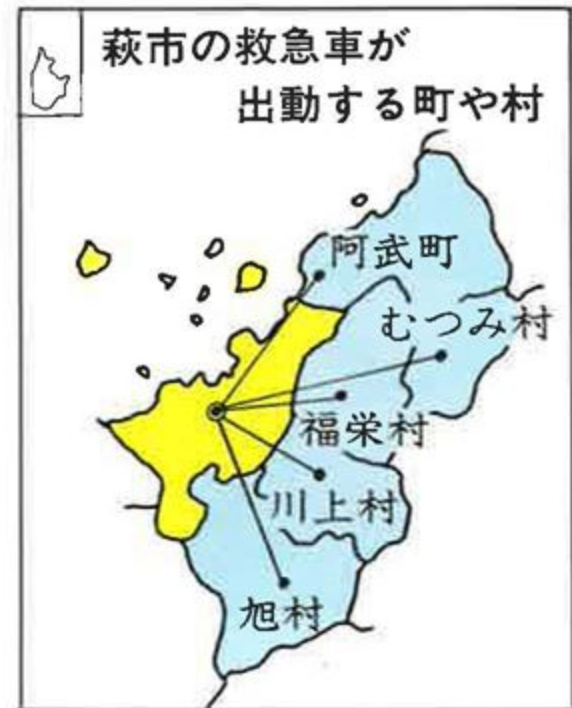 萩市の救急車が
出動する町や村
阿武町
むつみ村
福栄村
川上村
旭村